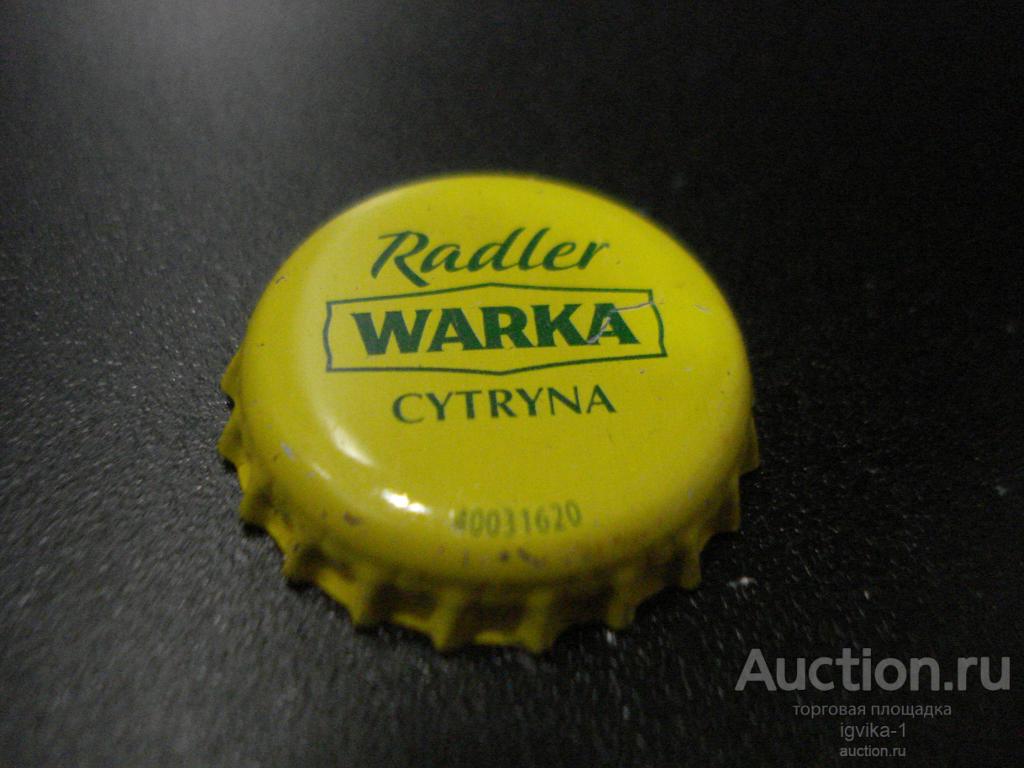 Radler
WARKA
CYTRYNA
40031620
Auction.ru
торговая площадка
igvika-1
auction.ru